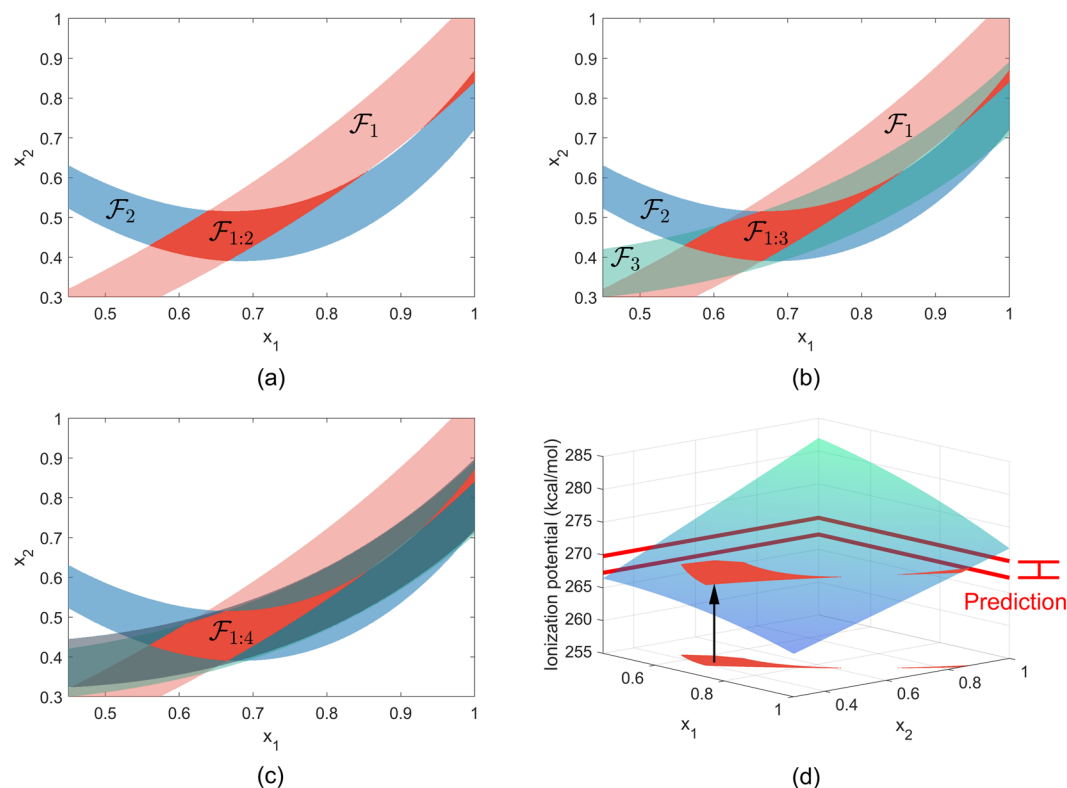 1
0.9
0.8
0.7
0.6
0.5
0.4
0.3
x₂
F₁
F₂
F₁:₂
0.5 0.6 0.7 0.8 0.9 1
x₁
(a)
1
0.9
0.8
0.7
0.6
0.5
0.4
0.3
x₂
F₁
F₂
F₁:₃
F₃
0.5 0.6 0.7 0.8 0.9 1
x₁
(b)
1
0.9
0.8
0.7
0.6
0.5
0.4
0.3
x₂
F₁:₄
0.5 0.6 0.7 0.8 0.9 1
x₁
(c)
Ionization potential (kcal/mol)
285
280
275
270
265
260
255
Prediction
0.6 0.8 1
x₁
0.4 0.6 0.8 1
x₂
(d)